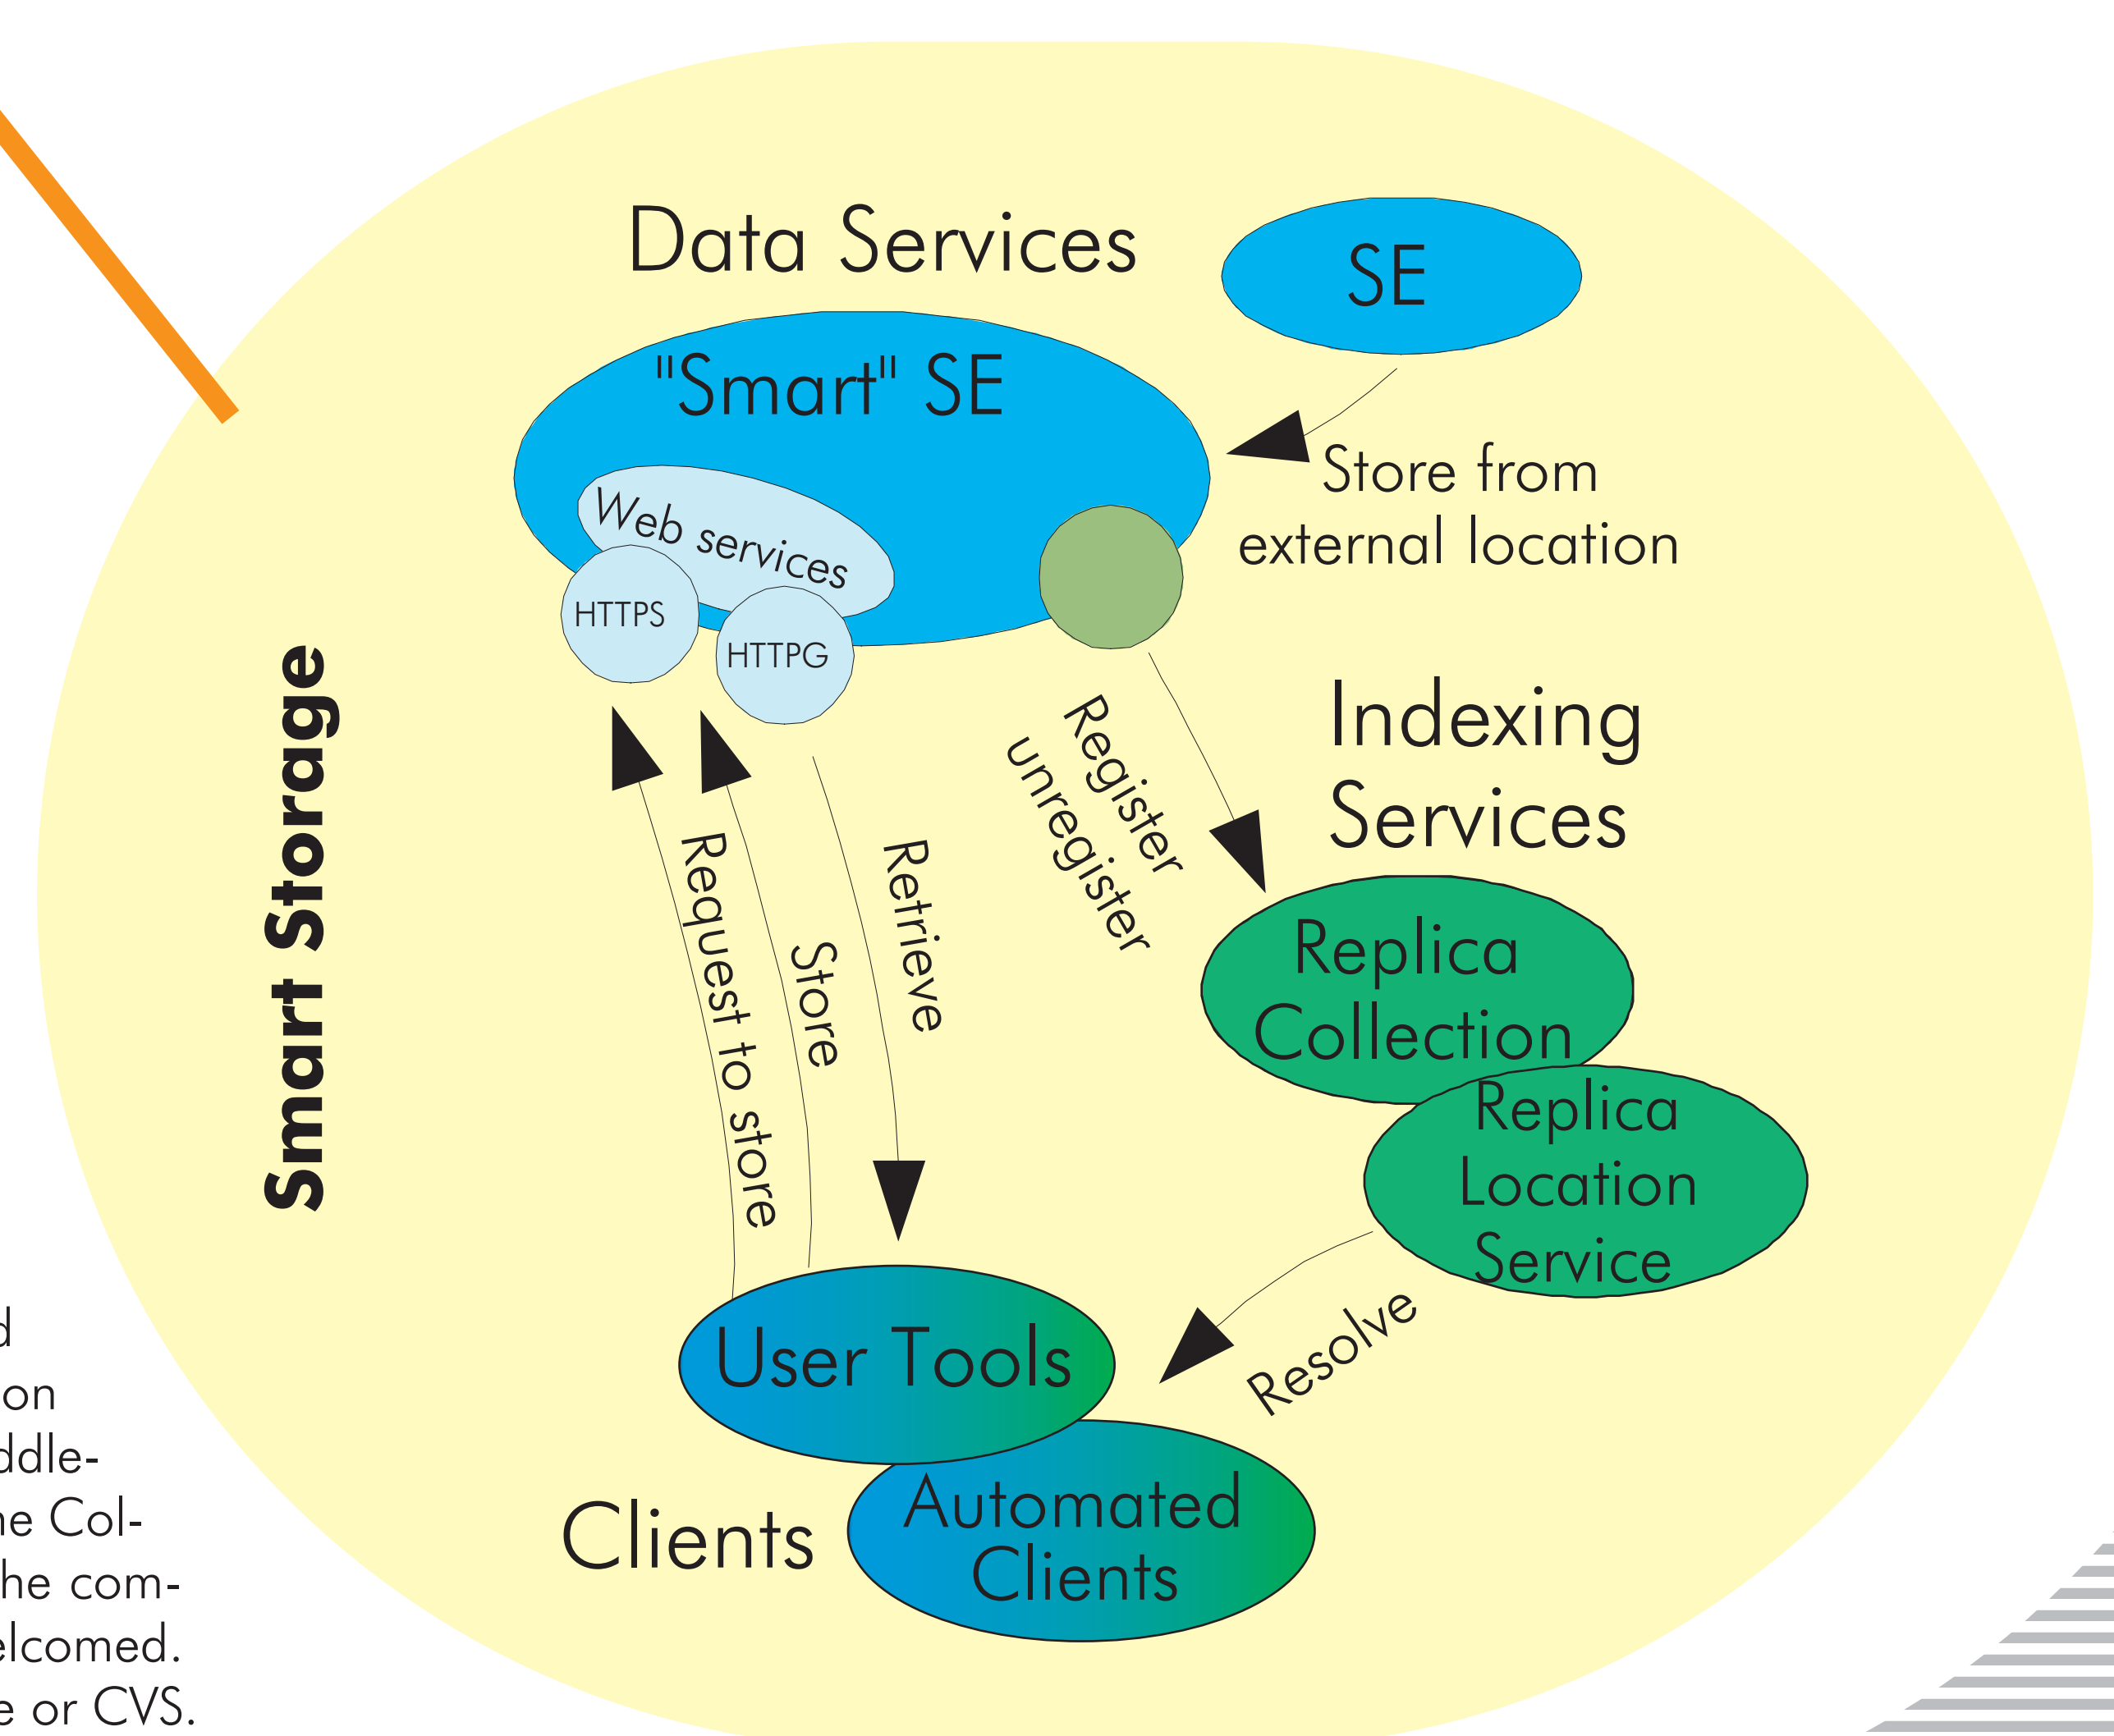 Data Services
SE
"Smart" SE
Store from
external location
Web services
HTTPS
HTTPG
Indexing
Services
Register
unregister
Smart Storage
Request to store
Store
Retrieve
Replica
Collection
Replica
Location
Service
Resolve
User Tools
Automated
Clients
Clients
on
ddle-
Col-
he com-
elcomed.
or CVS.